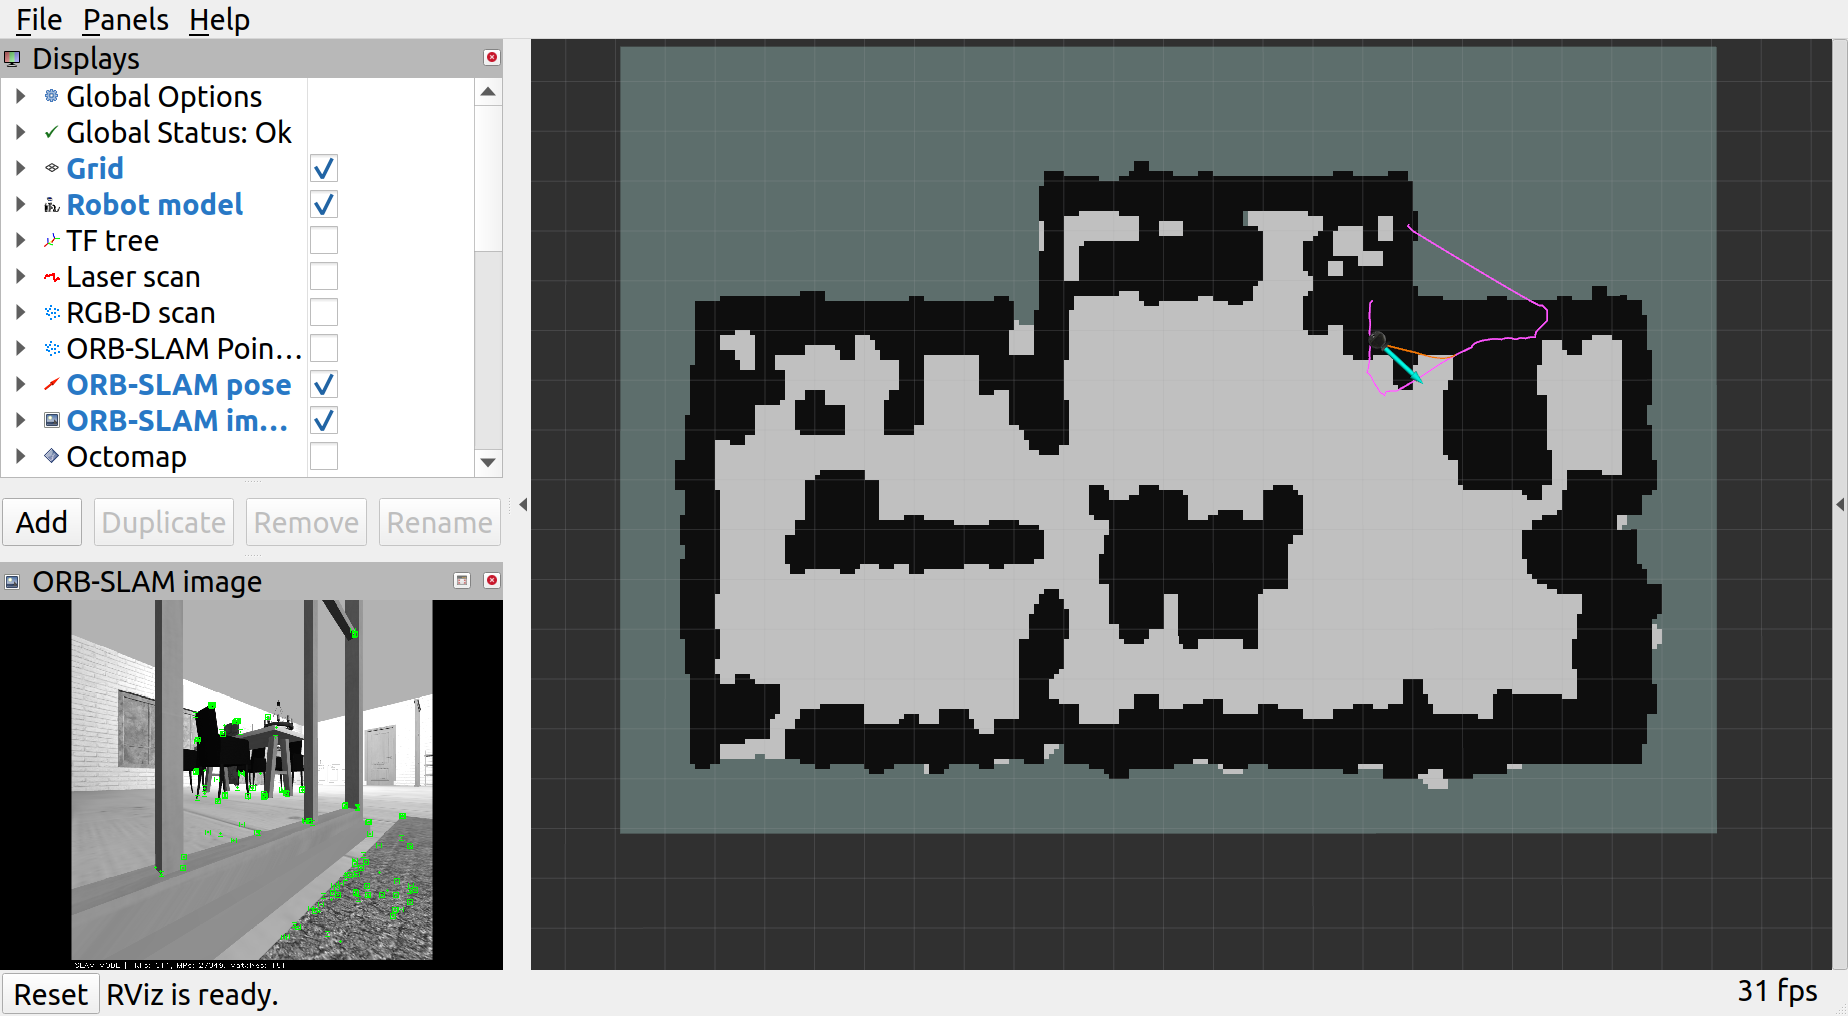 File Panels Help
Displays
Global Options
Global Status: Ok
Grid
Robot model
TF tree
Laser scan
RGB-D scan
ORB-SLAM Poin...
ORB-SLAM pose
ORB-SLAM im...
Octomap
Add Duplicate Remove Rename
ORB-SLAM image
SLAM MODE |
Reset RViz is ready. 31 fps